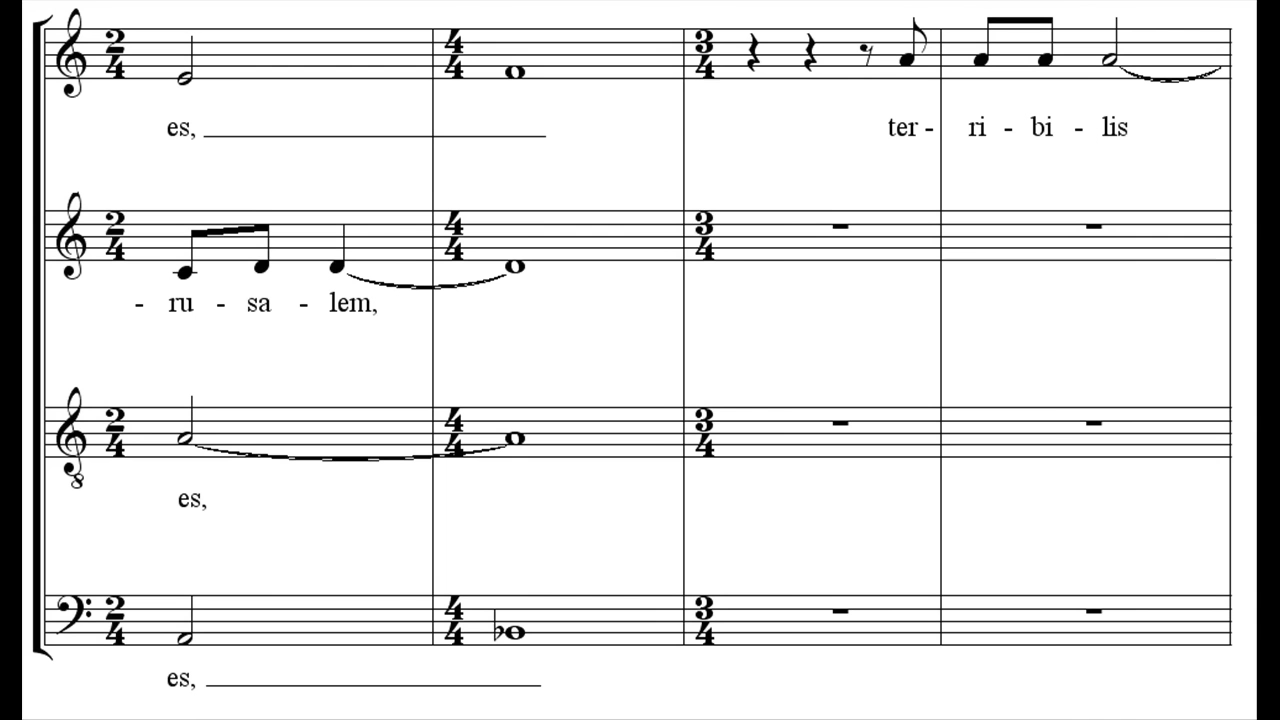 es,
ter - ri - bi - lis
- ru - sa - lem,
es,
es,